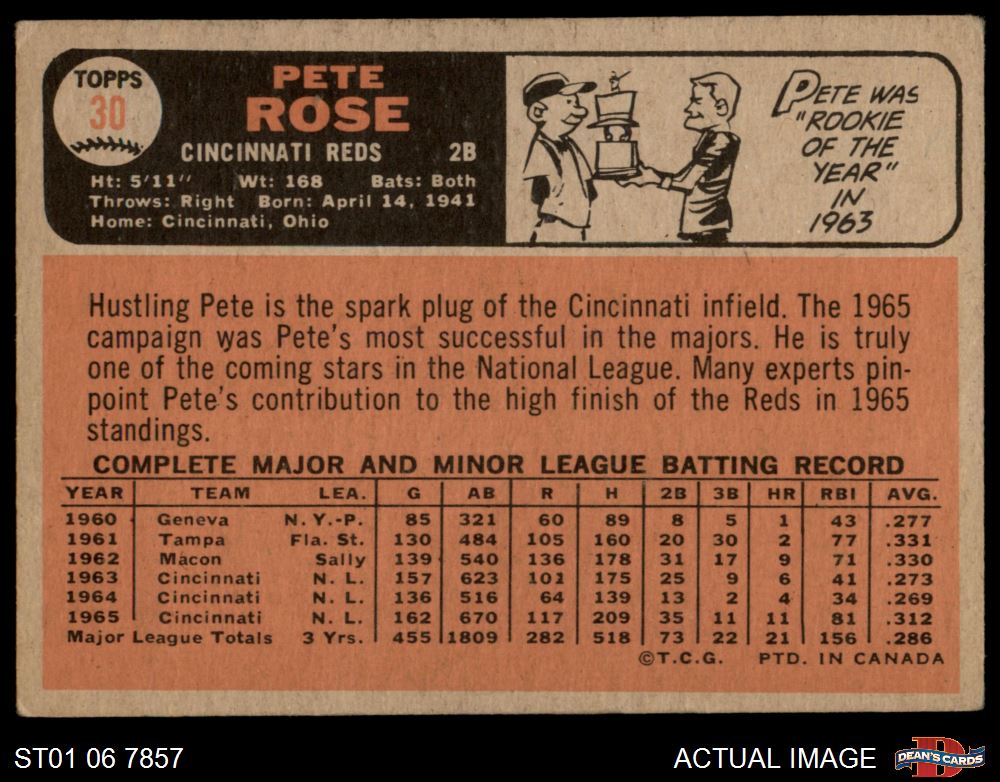 TOPPS
30
PETE
ROSE
CINCINNATI REDS 2B
Ht: 5'11" Wt: 168 Bats: Both
Throws: Right Born: April 14, 1941
Home: Cincinnati, Ohio
PETE WAS
"ROOKIE
OF THE
YEAR"
IN
1963
Hustling Pete is the spark plug of the Cincinnati infield. The 1965
campaign was Pete's most successful in the majors. He is truly
one of the coming stars in the National League. Many experts pin-
point Pete's contribution to the high finish of the Reds in 1965
standings.
COMPLETE MAJOR AND MINOR LEAGUE BATTING RECORD
YEAR TEAM LEA. G AB R H 2B 3B HR RBI AVG.
1960 Geneva N. Y.-P. 85 321 60 89 8 5 1 43 .277
1961 Tampa Fla. St. 130 484 105 160 20 30 2 77 .331
1962 Macon Sally 139 540 136 178 31 17 9 71 .330
1963 Cincinnati N. L. 157 623 101 175 25 9 6 41 .273
1964 Cincinnati N. L. 136 516 64 139 13 2 4 34 .269
1965 Cincinnati N. L. 162 670 117 209 35 11 11 81 .312
Major League Totals 3 Yrs. 455 1809 282 518 73 22 21 156 .286
©T.C.G. PTD. IN CANADA
ST01 06 7857
ACTUAL IMAGE
D
DEAN'S CARDS